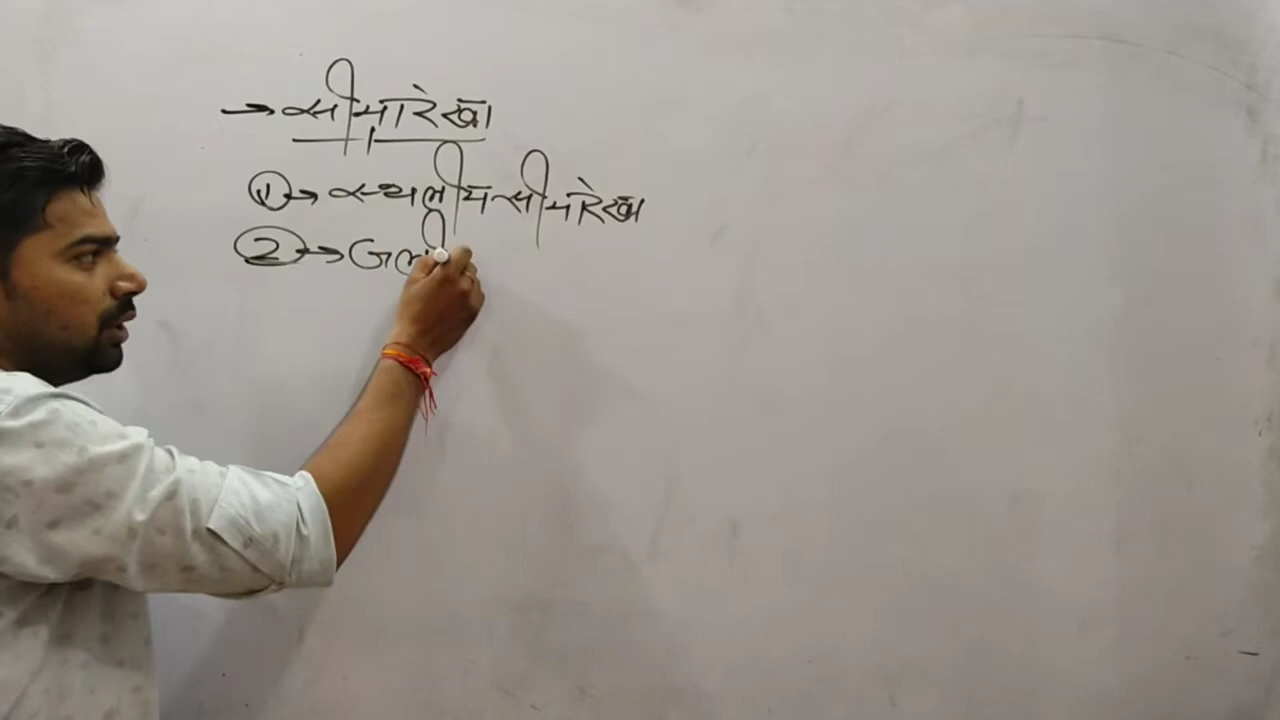 → सीमारेखा
① → स्थलीय सीमारेखा
② → जली